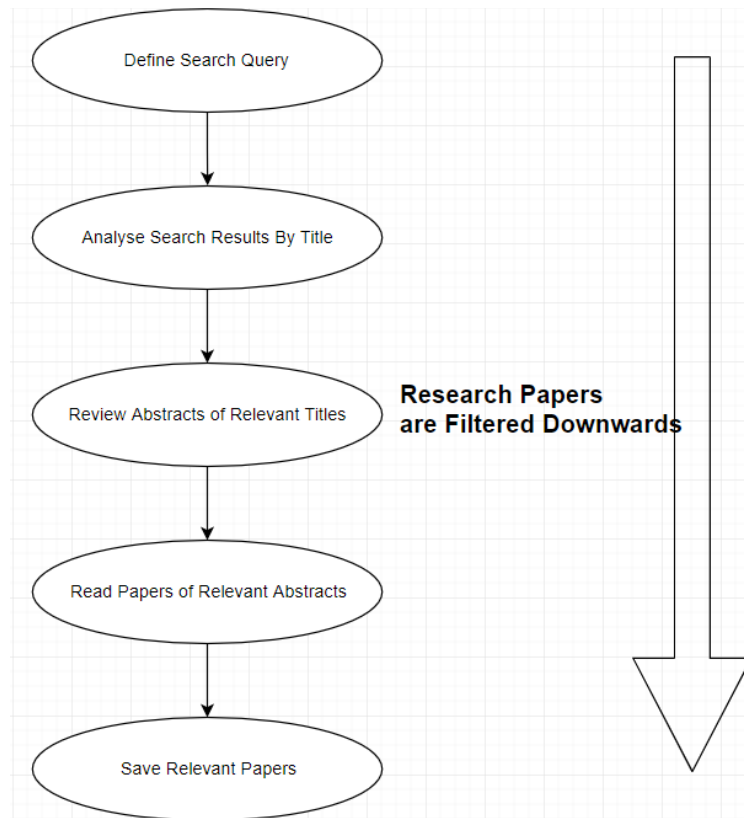 Define Search Query
Analyse Search Results By Title
Review Abstracts of Relevant Titles
Research Papers
are Filtered Downwards
Read Papers of Relevant Abstracts
Save Relevant Papers